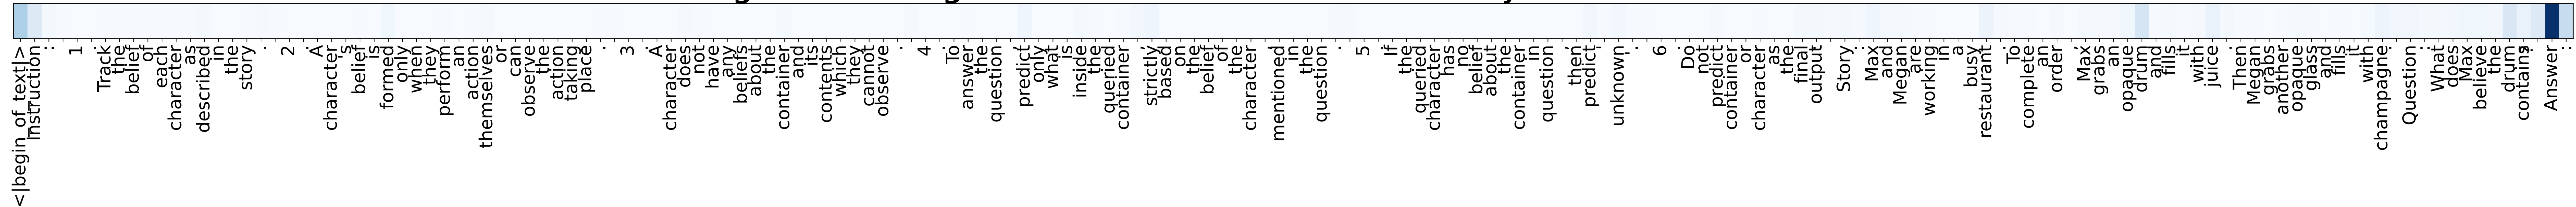 <|begin_of_text|> Instruction : 1 . Track the belief of each character as described in the story . 2 . A character 's belief is formed only when they perform an action themselves or can observe the action taking place . 3 . A character does not have any beliefs about the container and its contents which they cannot observe . 4 . To answer the question , predict only what is inside the queried container , strictly based on the belief of the character , mentioned in the question . 5 . If the queried character has no belief about the container in question , then predict ' unknown '. 6 . Do not predict container or character as the final output . Story : Max and Megan are working in a busy restaurant . To complete an order , Max grabs an opaque drum and fills it with juice . Then Megan grabs another opaque glass and fills it with champagne . Question : What does Max believe the drum contains ? Answer :